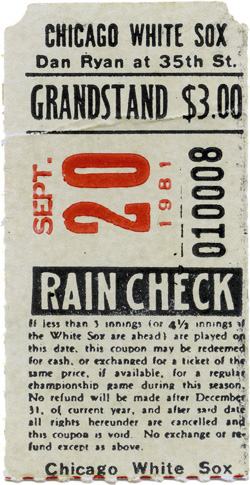 CHICAGO WHITE SOX
Dan Ryan at 35th St.
GRANDSTAND $3.00
SEPT. 20 1981
010008
RAIN CHECK
If less than 5 innings (or 4½ innings if
the White Sox are ahead) are played on
this date, this coupon may be redeemed
for cash, or exchanged for a ticket of the
same price, if available, for a regular
championship game during this season.
No refund will be made after December
31, of current year, and after said date
all rights hereunder are cancelled and
this coupon is void. No exchange or re-
fund except as above.
Chicago White Sox